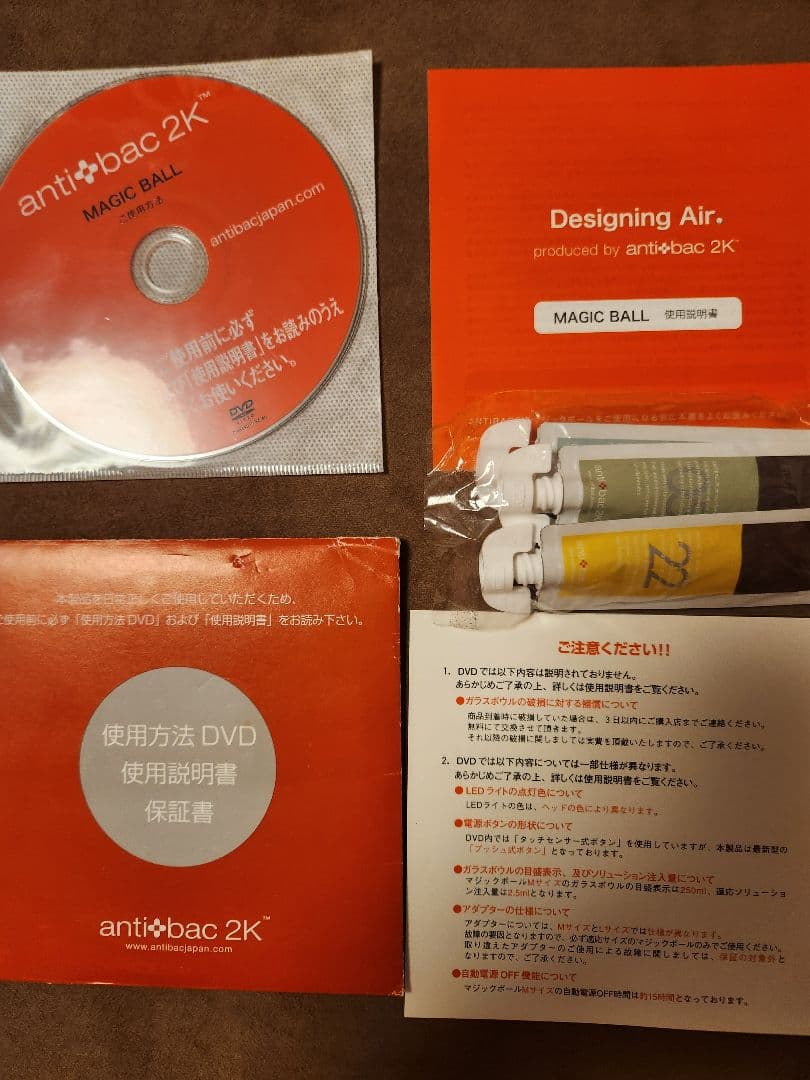 anti bac 2K™
MAGIC BALL
ご使用方法
antibacjapan.com
使用前に必ず
「使用説明書」をお読みのうえ
お使いください。
DVD
Designing Air.
produced by anti bac 2K™
MAGIC BALL 使用説明書
本製品を日常正しくご使用していただくため、
使用前に必ず「使用方法DVD」および「使用説明書」をお読み下さい。
使用方法 DVD
使用説明書
保証書
anti bac 2K™
www.antibacjapan.com
anti bac
22
ご注意ください!!
1. DVDでは以下内容は説明されておりません。
あらかじめご了承の上、詳しくは使用説明書をご覧ください。
●ガラスボウルの破損に対する補償について
商品到着時に破損していた場合は、3日以内にご購入店までご連絡ください。
無料にて交換させて頂きます。
それ以降の破損に関しましては実費を頂戴いたしますので、ご了承ください。
2. DVDでは以下内容については一部仕様が異なります。
あらかじめご了承の上、詳しくは使用説明書をご覧ください。
●LEDライトの点灯色について
LEDライトの色は、ヘッドの色により異なります。
●電源ボタンの形状について
DVD内では「タッチセンサー式ボタン」を使用していますが、本製品は最新型の
「プッシュ式ボタン」となっております。
●ガラスボウルの目盛表示、及びソリューション注入量について
マジックボールMサイズのガラスボウルの目盛表示は250ml、適応ソリューショ
ン注入量は2.5mlとなります。
●アダプターの仕様について
アダプターについては、MサイズとLサイズでは仕様が異なります。
故障の要因となりますので、必ず適応サイズのマジックボールのみでご使用ください。
取り違えたアダプターのご使用による故障に関しましては、保証の対象外と
なりますので、ご了承ください。
●自動電源OFF機能について
マジックボールMサイズの自動電源OFF時間は約15時間となっております。